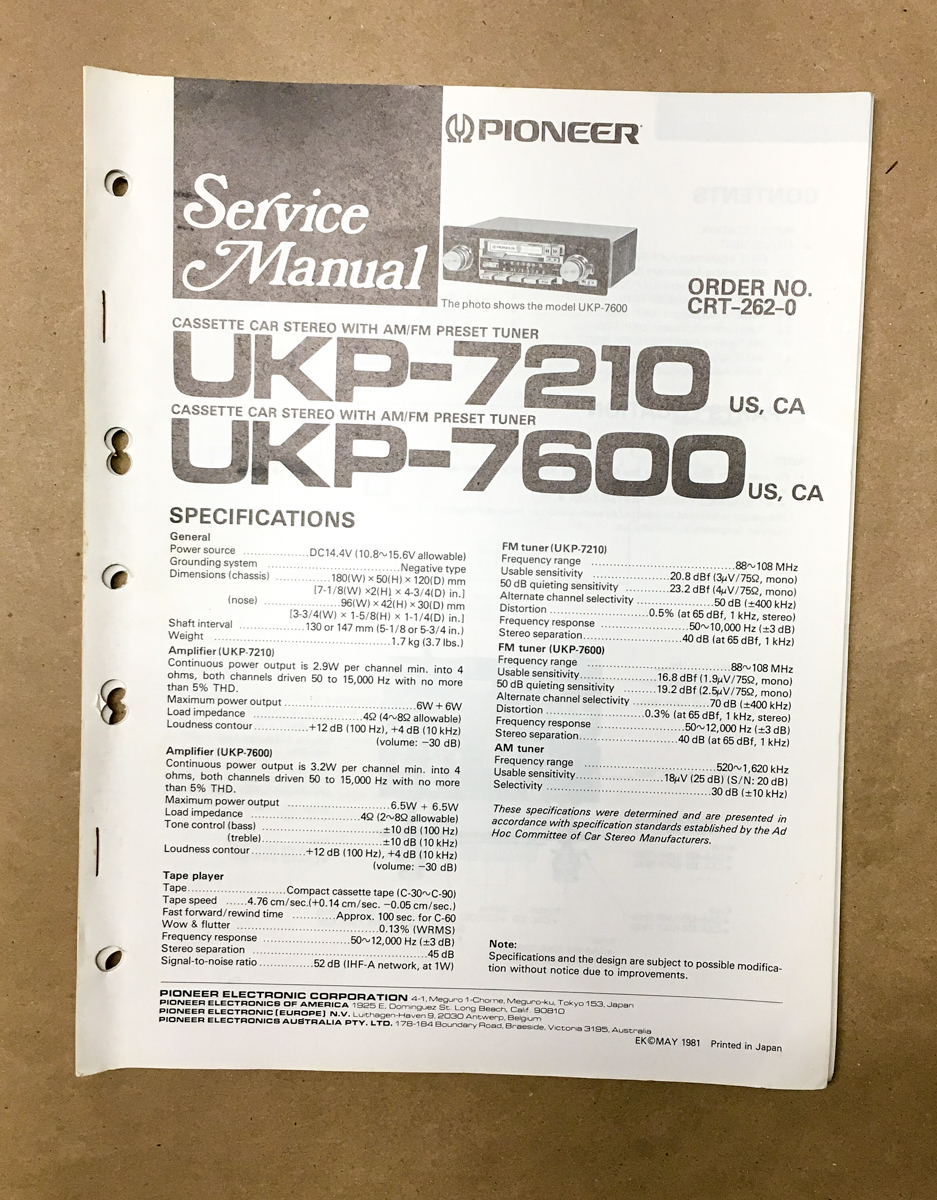 Service
Manual
PIONEER
The photo shows the model UKP-7600
ORDER NO.
CRT-262-0
CASSETTE CAR STEREO WITH AM/FM PRESET TUNER
UKP-7210 US, CA
CASSETTE CAR STEREO WITH AM/FM PRESET TUNER
UKP-7600 US, CA
SPECIFICATIONS
General
Power source ..................DC14.4V (10.8~15.6V allowable)
Grounding system ..................Negative type
Dimensions (chassis) ..................180(W) × 50(H) × 120(D) mm
[7-1/8(W) ×2(H) × 4-3/4(D) in.]
(nose) ..................96(W) × 42(H) × 30(D) mm
[3-3/4(W) × 1-5/8(H) × 1-1/4(D) in.]
Shaft interval ..................130 or 147 mm (5-1/8 or 5-3/4 in.)
Weight ..................1.7 kg (3.7 lbs.)
Amplifier (UKP-7210)
Continuous power output is 2.9W per channel min. into 4
ohms, both channels driven 50 to 15,000 Hz with no more
than 5% THD.
Maximum power output ..................6W + 6W
Load impedance ..................4Ω (4~8Ω allowable)
Loudness contour ..................+12 dB (100 Hz), +4 dB (10 kHz)
(volume: −30 dB)
Amplifier (UKP-7600)
Continuous power output is 3.2W per channel min. into 4
ohms, both channels driven 50 to 15,000 Hz with no more
than 5% THD.
Maximum power output ..................6.5W + 6.5W
Load impedance ..................4Ω (2~8Ω allowable)
Tone control (bass) ..................±10 dB (100 Hz)
(treble) ..................±10 dB (10 kHz)
Loudness contour ..................+12 dB (100 Hz), +4 dB (10 kHz)
(volume: −30 dB)
Tape player
Tape ..................Compact cassette tape (C-30~C-90)
Tape speed ......4.76 cm/sec.(+0.14 cm/sec. −0.05 cm/sec.)
Fast forward/rewind time ............Approx. 100 sec. for C-60
Wow & flutter ..................0.13% (WRMS)
Frequency response ..................50~12,000 Hz (±3 dB)
Stereo separation ..................45 dB
Signal-to-noise ratio ..................52 dB (IHF-A network, at 1W)
FM tuner (UKP-7210)
Frequency range ..................88~108 MHz
Usable sensitivity ..................20.8 dBf (3μV/75Ω, mono)
50 dB quieting sensitivity ..................23.2 dBf (4μV/75Ω, mono)
Alternate channel selectivity ..................50 dB (±400 kHz)
Distortion ..................0.5% (at 65 dBf, 1 kHz, stereo)
Frequency response ..................50~10,000 Hz (±3 dB)
Stereo separation ..................40 dB (at 65 dBf, 1 kHz)
FM tuner (UKP-7600)
Frequency range ..................88~108 MHz
Usable sensitivity ..................16.8 dBf (1.9μV/75Ω, mono)
50 dB quieting sensitivity ..................19.2 dBf (2.5μV/75Ω, mono)
Alternate channel selectivity ..................70 dB (±400 kHz)
Distortion ..................0.3% (at 65 dBf, 1 kHz, stereo)
Frequency response ..................50~12,000 Hz (±3 dB)
Stereo separation ..................40 dB (at 65 dBf, 1 kHz)
AM tuner
Frequency range ..................520~1,620 kHz
Usable sensitivity ..................18μV (25 dB) (S/N: 20 dB)
Selectivity ..................30 dB (±10 kHz)
These specifications were determined and are presented in
accordance with specification standards established by the Ad
Hoc Committee of Car Stereo Manufacturers.
Note:
Specifications and the design are subject to possible modifica-
tion without notice due to improvements.
PIONEER ELECTRONIC CORPORATION 4-1, Meguro 1-Chome, Meguro-ku, Tokyo 153, Japan
PIONEER ELECTRONICS OF AMERICA 1925 E. Dominguez St. Long Beach, Calif. 90810
PIONEER ELECTRONIC [EUROPE] N.V. Luithagen-Haven 9, 2030 Antwerp, Belgium
PIONEER ELECTRONICS AUSTRALIA PTY. LTD. 178-184 Boundary Road, Braeside, Victoria 3195, Australia
EK©MAY 1981 Printed in Japan